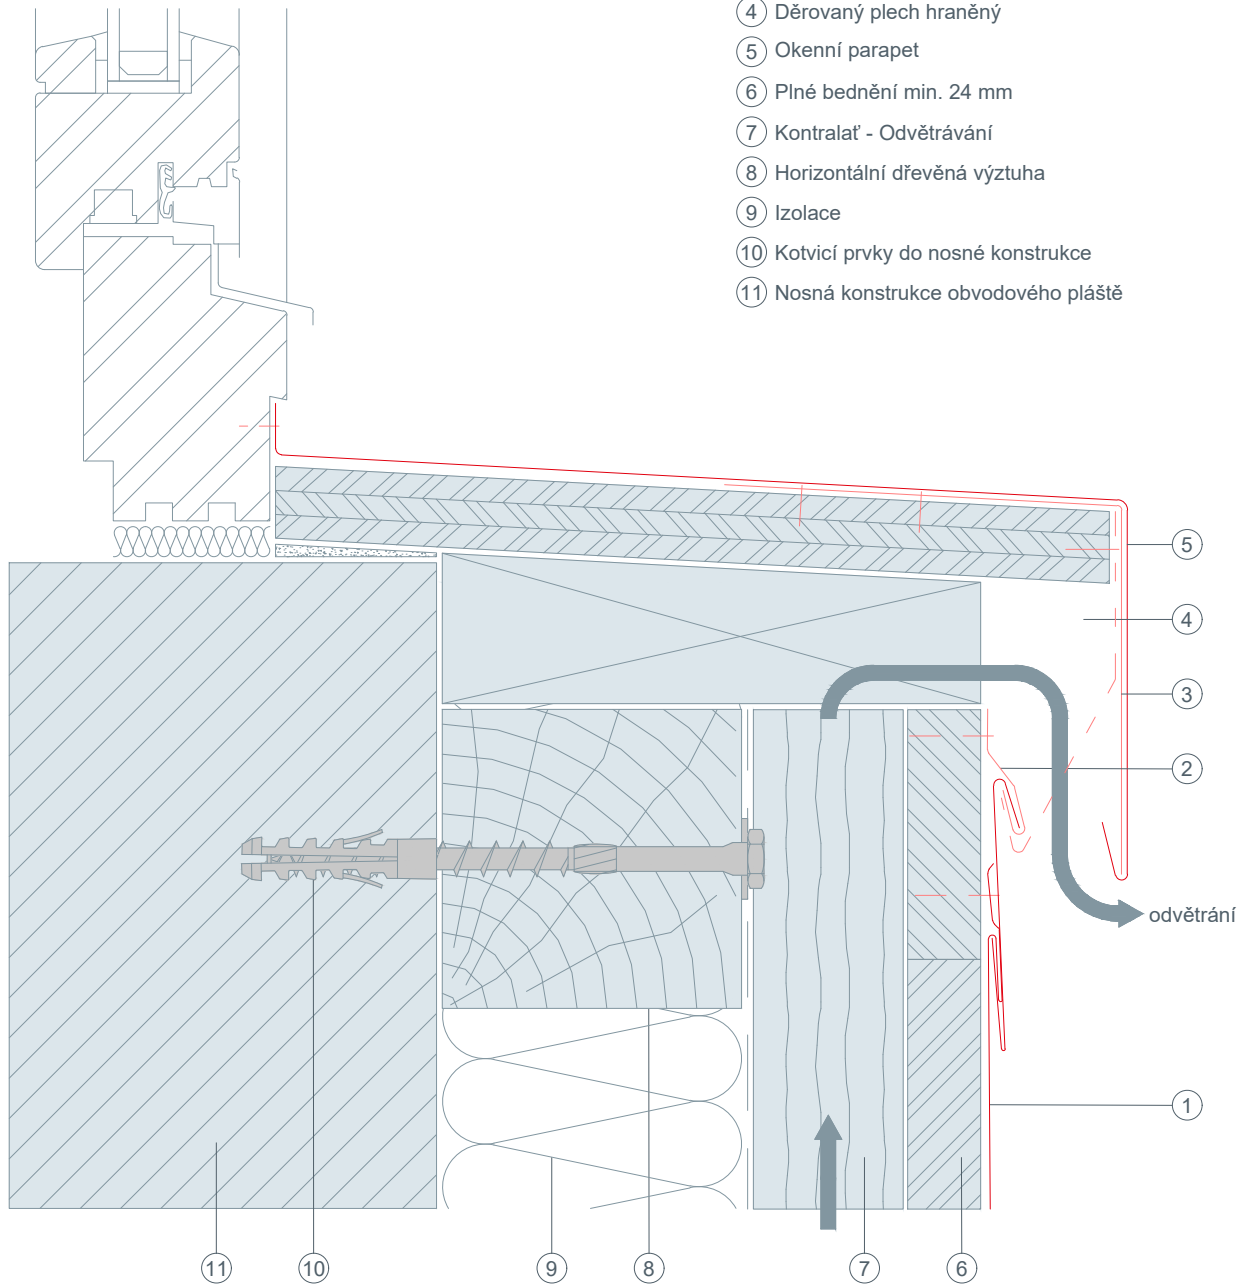 4 Děrovaný plech hraněný
5 Okenní parapet
6 Plné bednění min. 24 mm
7 Kontralať - Odvětrávání
8 Horizontální dřevěná výztuha
9 Izolace
10 Kotvicí prvky do nosné konstrukce
11 Nosná konstrukce obvodového pláště
5
4
3
2
odvětrání
1
11 10 9 8 7 6